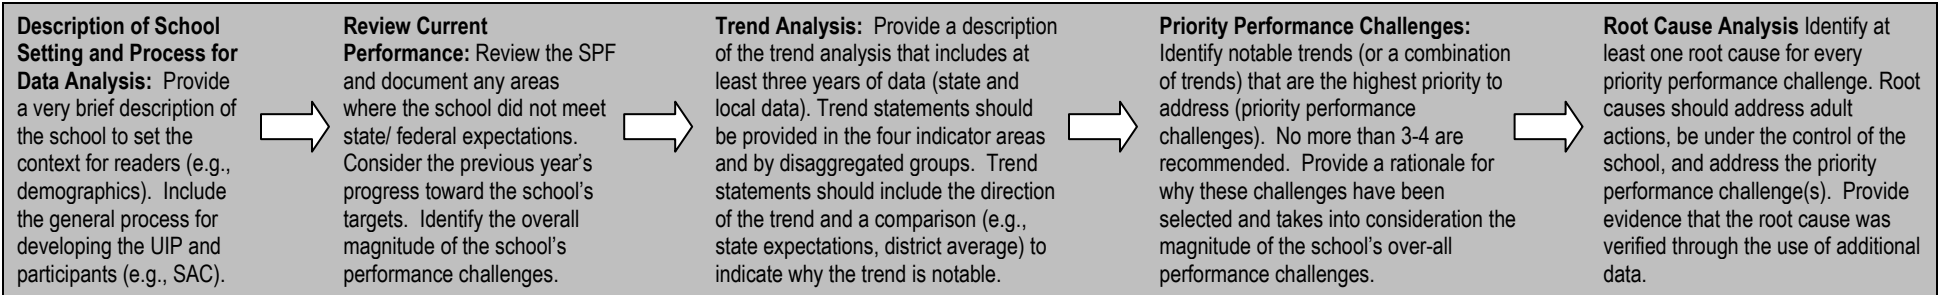 Description of School
Setting and Process for
Data Analysis:  Provide
a very brief description of
the school to set the
context for readers (e.g.,
demographics).  Include
the general process for
developing the UIP and
participants (e.g., SAC).
Review Current
Performance: Review the SPF
and document any areas
where the school did not meet
state/ federal expectations.
Consider the previous year's
progress toward the school's
targets.  Identify the overall
magnitude of the school's
performance challenges.
Trend Analysis:  Provide a description
of the trend analysis that includes at
least three years of data (state and
local data). Trend statements should
be provided in the four indicator areas
and by disaggregated groups.  Trend
statements should include the direction
of the trend and a comparison (e.g.,
state expectations, district average) to
indicate why the trend is notable.
Priority Performance Challenges:
Identify notable trends (or a combination
of trends) that are the highest priority to
address (priority performance
challenges).  No more than 3-4 are
recommended.  Provide a rationale for
why these challenges have been
selected and takes into consideration the
magnitude of the school's over-all
performance challenges.
Root Cause Analysis Identify at
least one root cause for every
priority performance challenge. Root
causes should address adult
actions, be under the control of the
school, and address the priority
performance challenge(s).  Provide
evidence that the root cause was
verified through the use of additional
data.